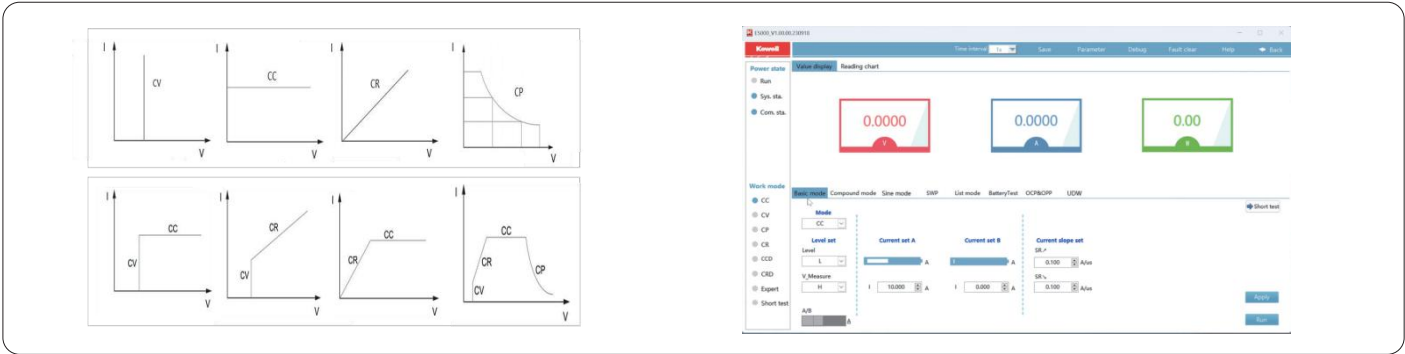 I
CV
V
I
CC
V
I
CR
V
I
CP
V
I
CV
CC
V
I
CV
CR
V
I
CR
CC
V
I
CV
CR
CC
CP
V
Kewell
Time Interval 1s Save Parameter Debug Fault clear Help Back
Power state
Run
Sys. sta.
Com. sta.
Value display Reading chart
0.0000
V
0.0000
A
0.00
Work mode
CC
CV
CP
CR
CCD
CRD
Expert
Short test
Basic mode Compound mode Sine mode SWP List mode BatteryTest OCP&OPP UDW
Short test
Mode
CC
Level set
Level
L
V_Measure
H
A/B
A
Current set A
A
I 10.000 A
Current set B
A
I 0.000 A
Current slope set
SR↗
0.100 A/us
SR↘
0.100 A/us
Apply
Run